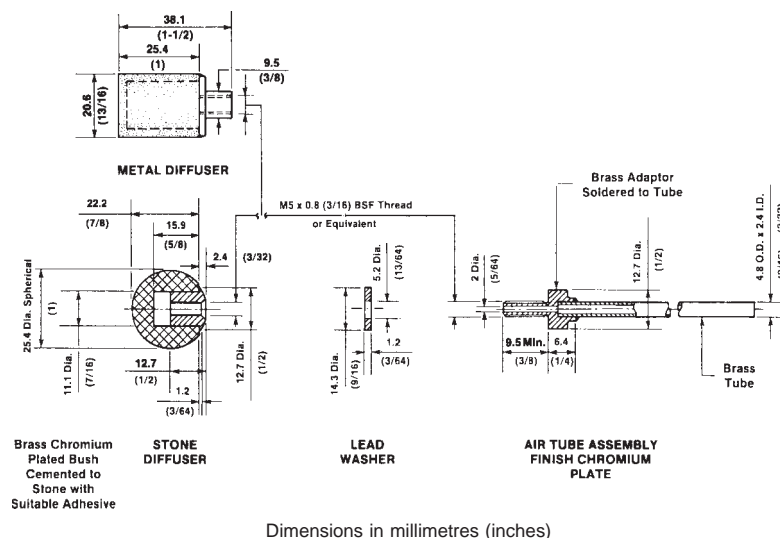 38.1
(1-1/2)
25.4
(1)
9.5
(3/8)
20.6
(13/16)
METAL DIFFUSER
22.2
(7/8)
15.9
(5/8)
2.4
(3/32)
M5 x 0.8 (3/16) BSF Thread
or Equivalent
25.4 Dia. Spherical
(1)
11.1 Dia.
(7/16)
12.7
(1/2)
1.2
(3/64)
12.7 Dia.
(1/2)
5.2 Dia.
(13/64)
14.3 Dia.
(9/16)
1.2
(3/64)
Brass Adaptor
Soldered to Tube
2 Dia.
(5/64)
12.7 Dia.
(1/2)
4.8 O.D. x 2.4 I.D.
9.5 Min.
(3/8)
6.4
(1/4)
Brass
Tube
Brass Chromium
Plated Bush
Cemented to
Stone with
Suitable Adhesive
STONE
DIFFUSER
LEAD
WASHER
AIR TUBE ASSEMBLY
FINISH CHROMIUM
PLATE
Dimensions in millimetres (inches)